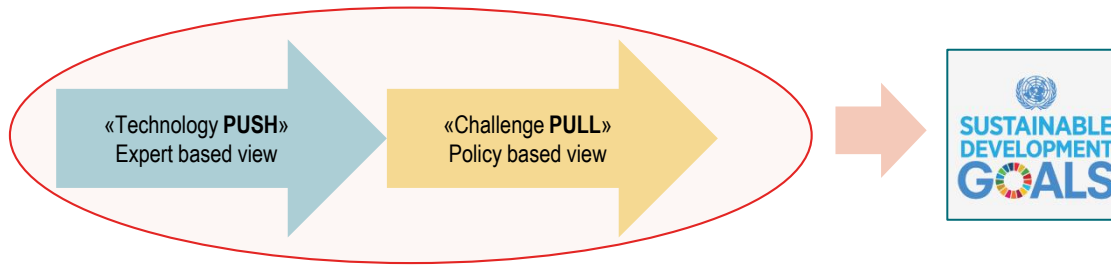 «Technology PUSH»
Expert based view
«Challenge PULL»
Policy based view
SUSTAINABLE
DEVELOPMENT
GOALS